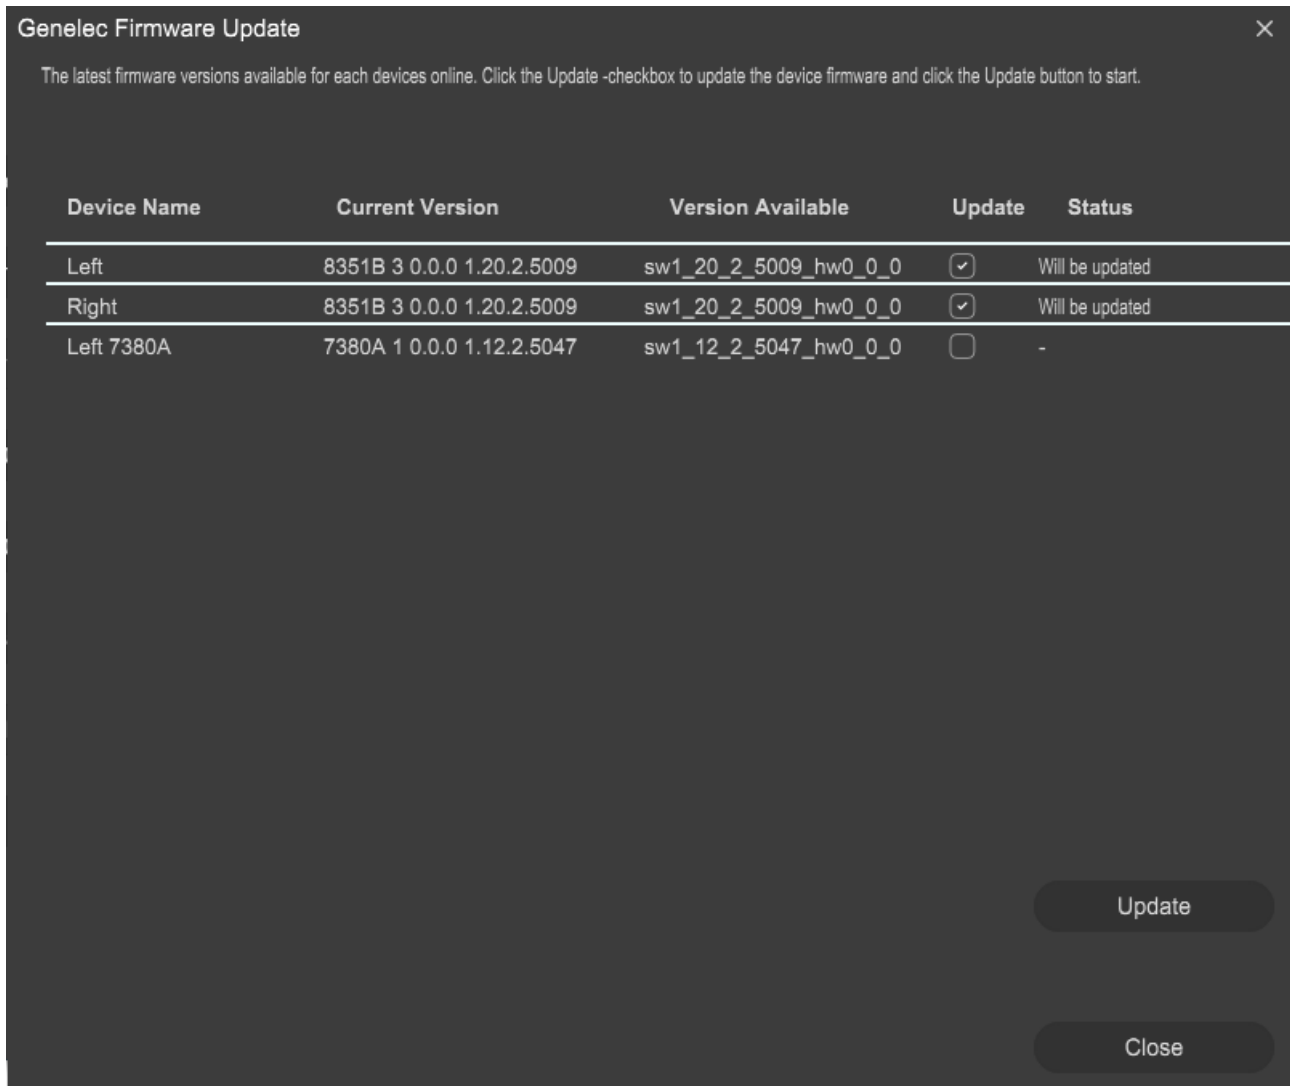 Genelec Firmware Update
The latest firmware versions available for each devices online. Click the Update -checkbox to update the device firmware and click the Update button to start.
Device Name Current Version Version Available Update Status
Left 8351B 3 0.0.0 1.20.2.5009 sw1_20_2_5009_hw0_0_0 Will be updated
Right 8351B 3 0.0.0 1.20.2.5009 sw1_20_2_5009_hw0_0_0 Will be updated
Left 7380A 7380A 1 0.0.0 1.12.2.5047 sw1_12_2_5047_hw0_0_0 -
Update
Close